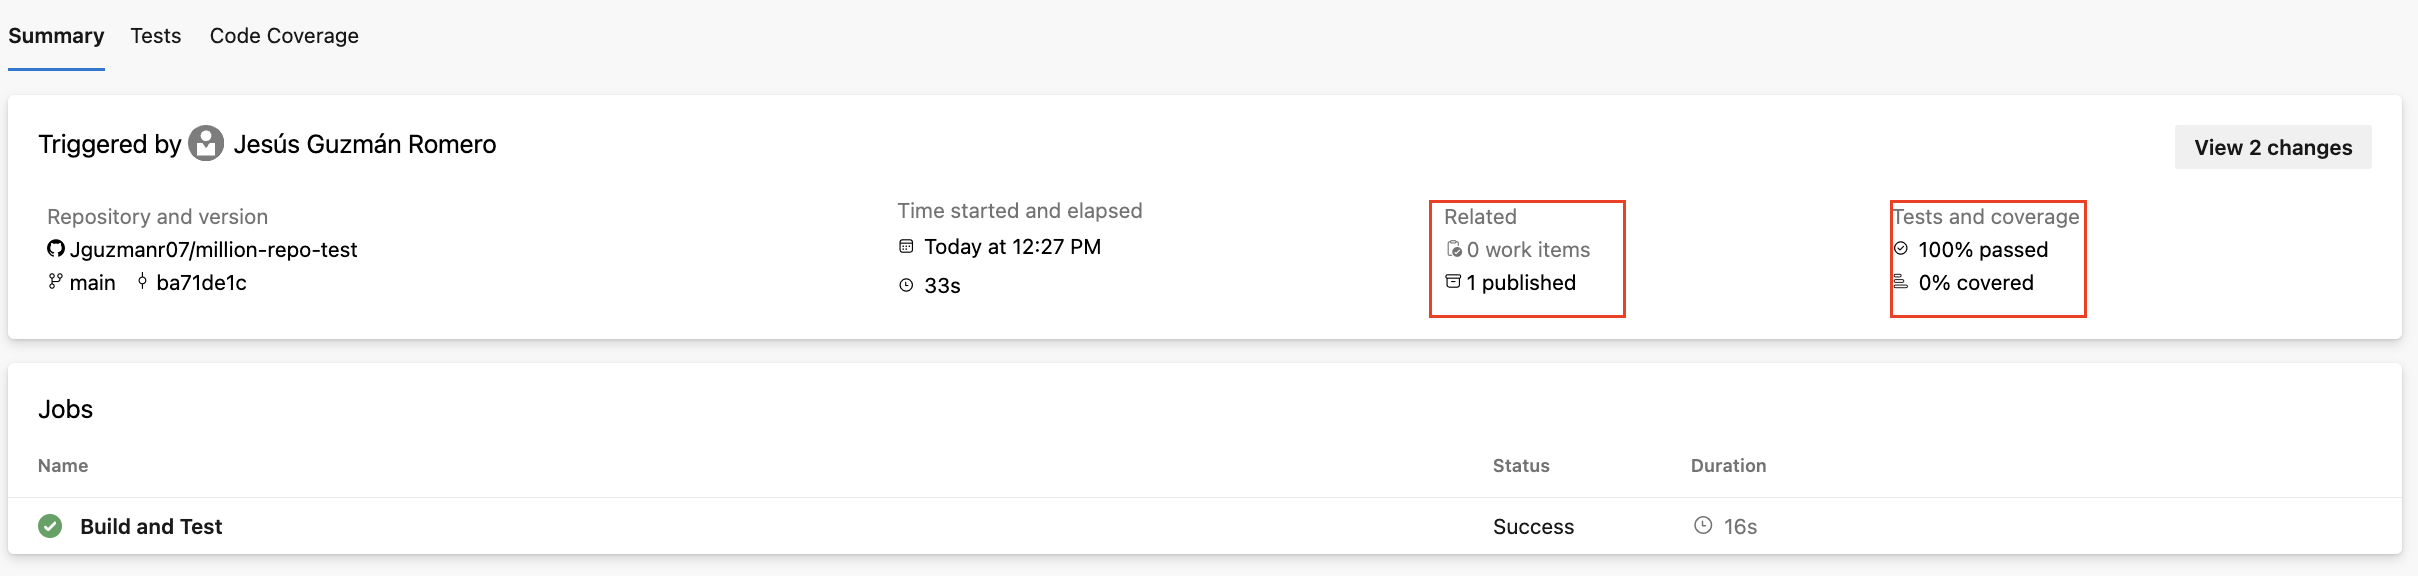 Summary Tests Code Coverage
Triggered by Jesús Guzmán Romero
View 2 changes
Repository and version
Jguzmanr07/million-repo-test
main ba71de1c
Time started and elapsed
Today at 12:27 PM
33s
Related
0 work items
1 published
Tests and coverage
100% passed
0% covered
Jobs
Name Status Duration
Build and Test Success 16s